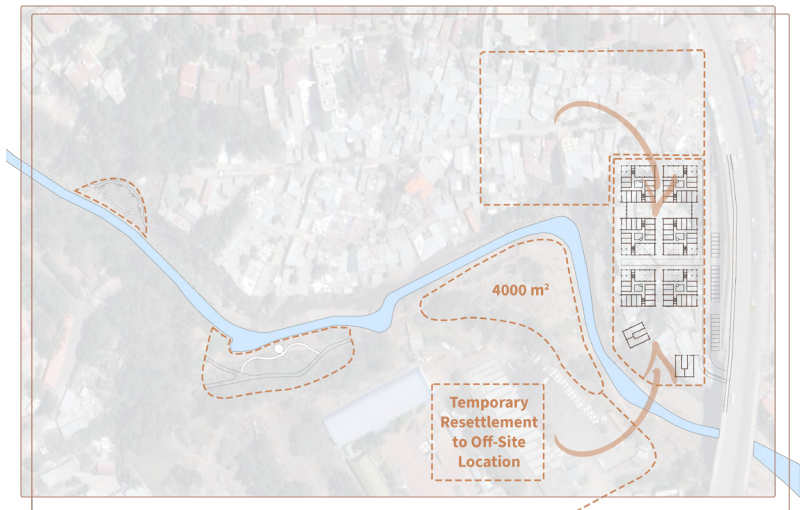 4000 m²
Temporary
Resettlement
to Off-Site
Location